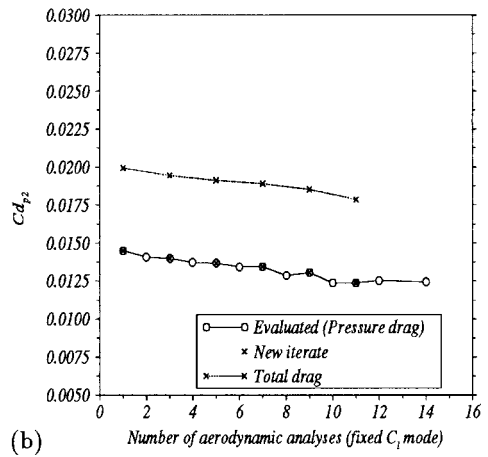 0.0300
0.0275
0.0250
0.0225
0.0200
0.0175
0.0150
0.0125
0.0100
0.0075
0.0050
Cd_{p2}
Evaluated (Pressure drag)
New iterate
Total drag
0 2 4 6 8 10 12 14 16
(b) Number of aerodynamic analyses (fixed C_l mode)